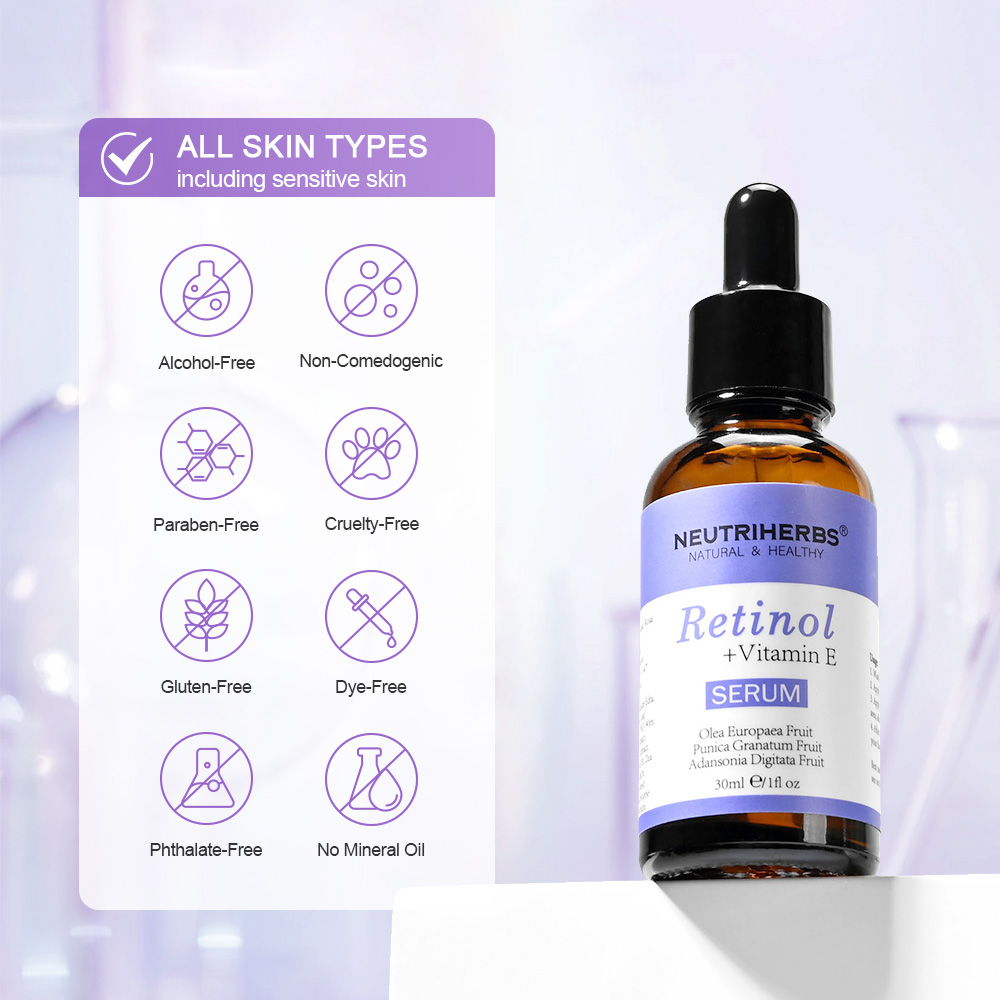 ALL SKIN TYPES
including sensitive skin
Alcohol-Free
Non-Comedogenic
Paraben-Free
Cruelty-Free
Gluten-Free
Dye-Free
Phthalate-Free
No Mineral Oil
NEUTRIHERBS®
NATURAL & HEALTHY
Retinol
+Vitamin E
SERUM
Olea Europaea Fruit
Punica Granatum Fruit
Adansonia Digitata Fruit
30ml ℮/1fl oz